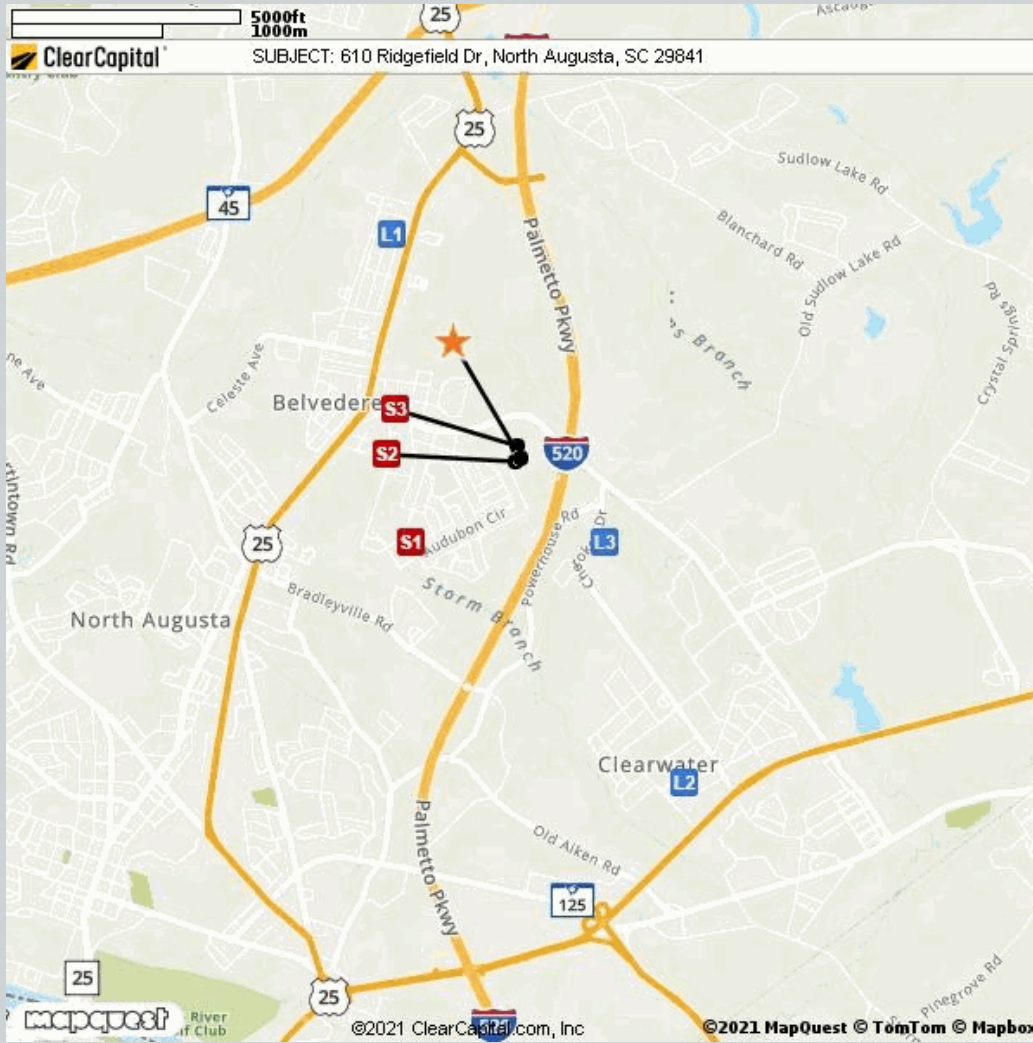 5000ft
1000m
25
ClearCapital
SUBJECT: 610 Ridgefield Dr, North Augusta, SC 29841
25
Sudlow Lake Rd
45
Blanchard Rd
L1
Palmetto Pkwy
Old Sudlow Lake Rd
Crystal Springs Rd
Branch
Celeste Ave
Belvedere
S3
S2
520
S1
Audubon Cir
L3
25
Powerhouse Rd
Storm Branch
Bradleyville Rd
North Augusta
Clearwater
L2
Palmetto Pkwy
Old Aiken Rd
125
25
25
River
Pinegrove Rd
mapquest
©2021 ClearCapital.com, Inc
©2021 MapQuest © TomTom © Mapbox